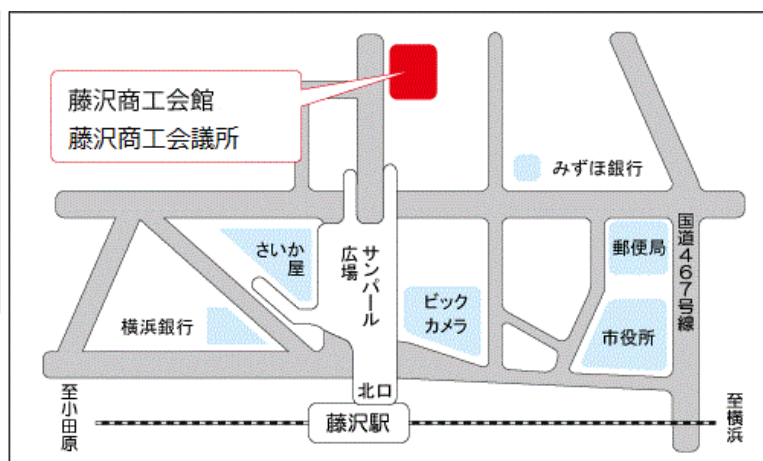 藤沢商工会館
藤沢商工会議所
みずほ銀行
さいか
屋
サンパール
広場
ビック
カメラ
郵便局
国道467号線
市役所
横浜銀行
北口
藤沢駅
至小田原
至横浜